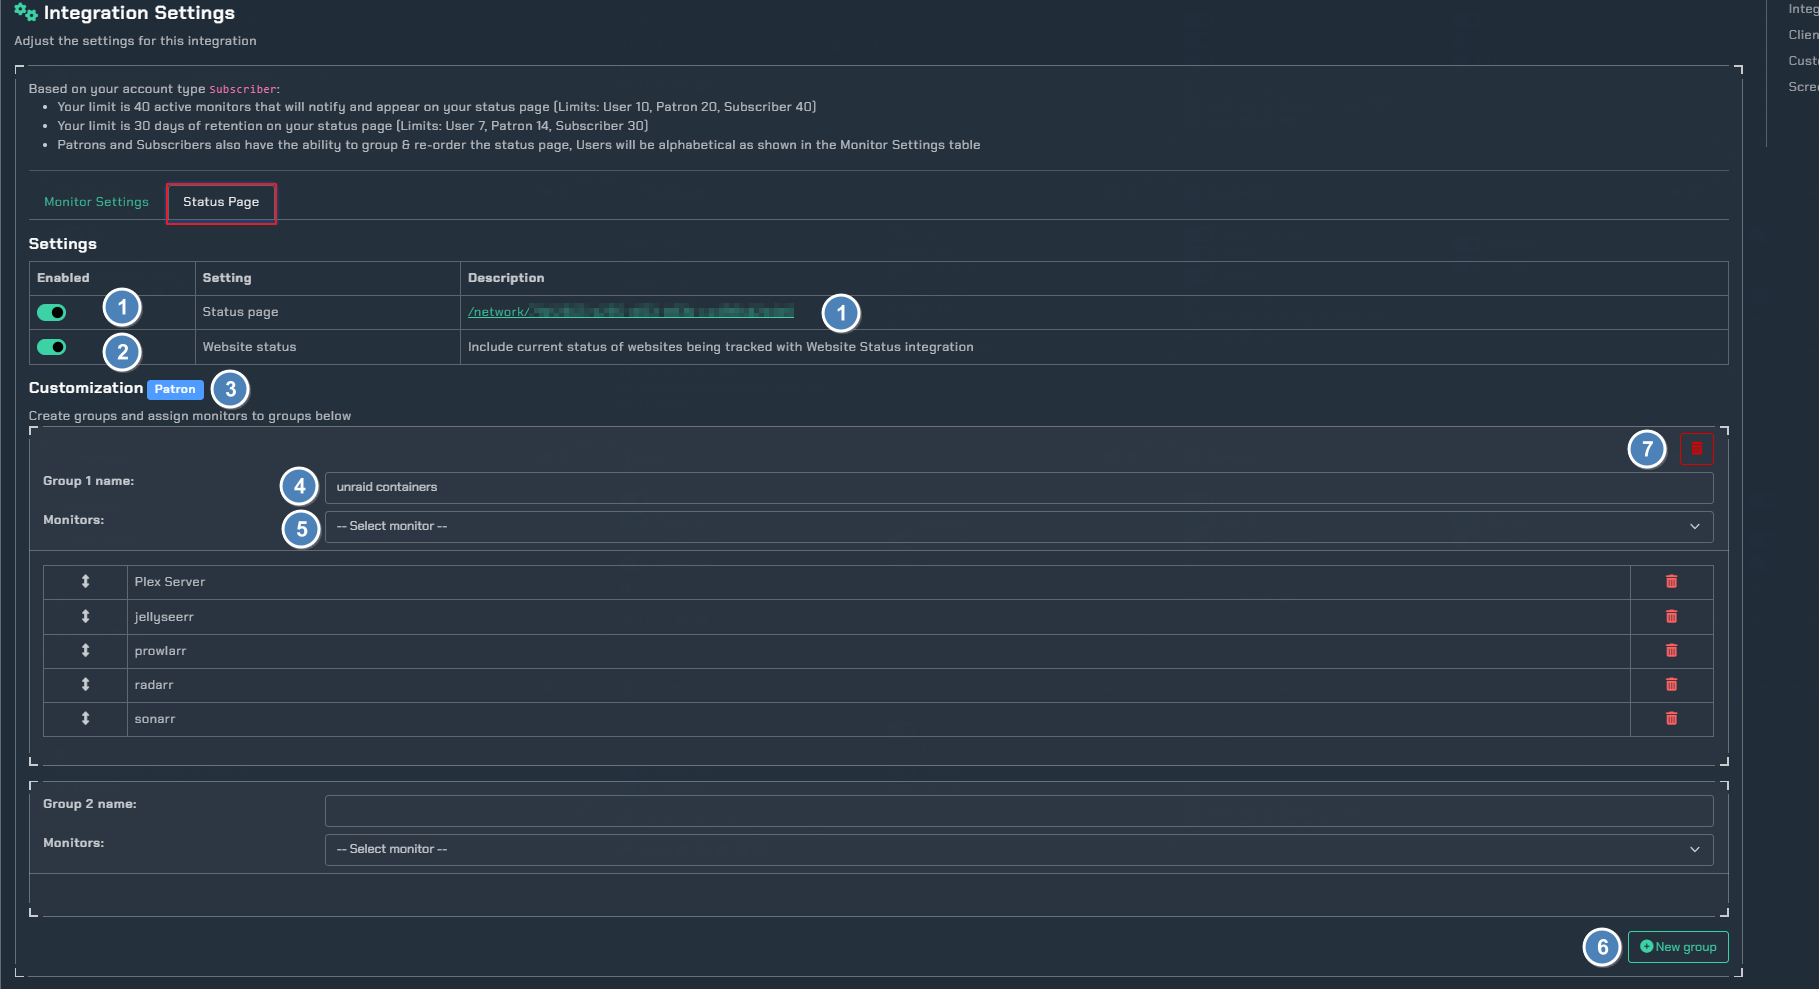 Integration Settings
Adjust the settings for this integration
Based on your account type Subscriber:
Your limit is 40 active monitors that will notify and appear on your status page (Limits: User 10, Patron 20, Subscriber 40)
Your limit is 30 days of retention on your status page (Limits: User 7, Patron 14, Subscriber 30)
Patrons and Subscribers also have the ability to group & re-order the status page, Users will be alphabetical as shown in the Monitor Settings table
Monitor Settings Status Page
Settings
Enabled Setting Description
1 Status page /network/ 1
2 Website status Include current status of websites being tracked with Website Status integration
Customization Patron 3
Create groups and assign monitors to groups below
7
Group 1 name: 4 unraid containers
Monitors: 5 -- Select monitor --
Plex Server
jellyseerr
prowlarr
radarr
sonarr
Group 2 name:
Monitors: -- Select monitor --
6 New group
Integ
Clien
Cust
Scree